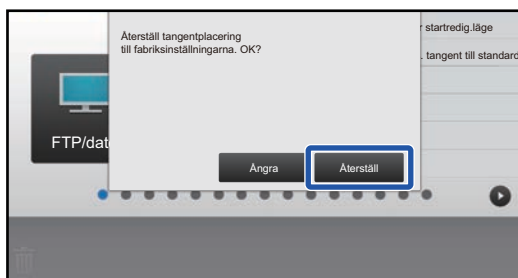 Återställ tangentplacering
till fabriksinställningarna. OK?
r startredig.läge
. tangent till standard
FTP/dat
Ångra
Återställ